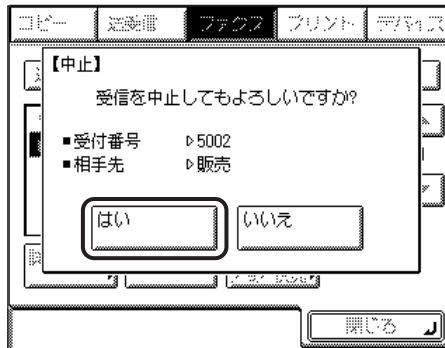 コピー 送受信 ファクス プリント デバイス
【中止】
受信を中止してもよろしいですか?
■受付番号 ▷5002
■相手先 ▷販売
はい いいえ
閉じる